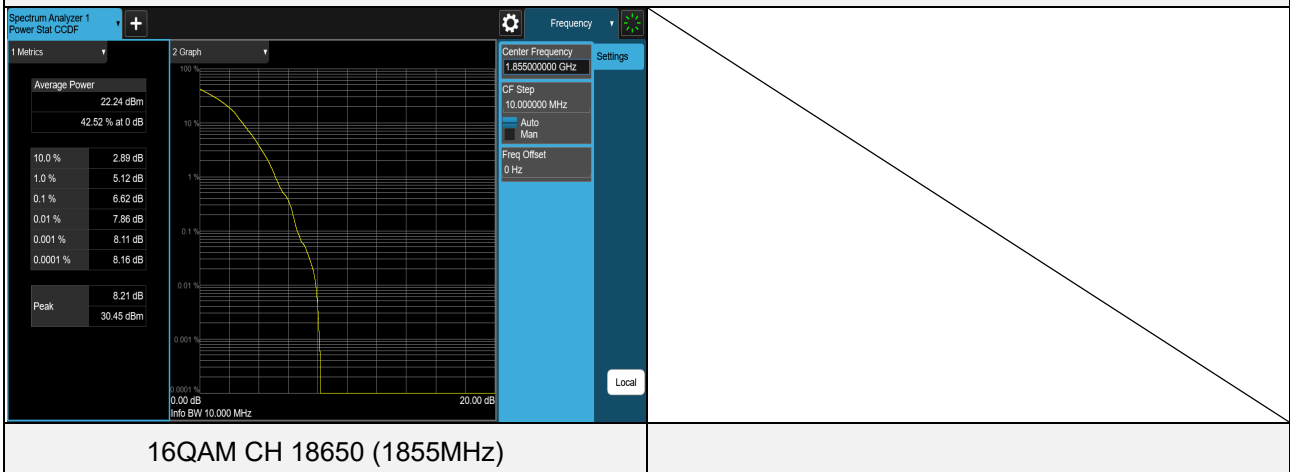 Spectrum Analyzer 1
Power Stat CCDF
+
Frequency
1 Metrics
2 Graph
Center Frequency
1.855000000 GHz
Settings
CF Step
10.000000 MHz
Auto
Man
Freq Offset
0 Hz
Average Power
22.24 dBm
42.52 % at 0 dB
10.0 % 2.89 dB
1.0 % 5.12 dB
0.1 % 6.62 dB
0.01 % 7.86 dB
0.001 % 8.11 dB
0.0001 % 8.16 dB
Peak 8.21 dB
30.45 dBm
100 %
10 %
1 %
0.1 %
0.01 %
0.001 %
0.0001 %
0.00 dB 20.00 dB
Info BW 10.000 MHz
Local
16QAM CH 18650 (1855MHz)